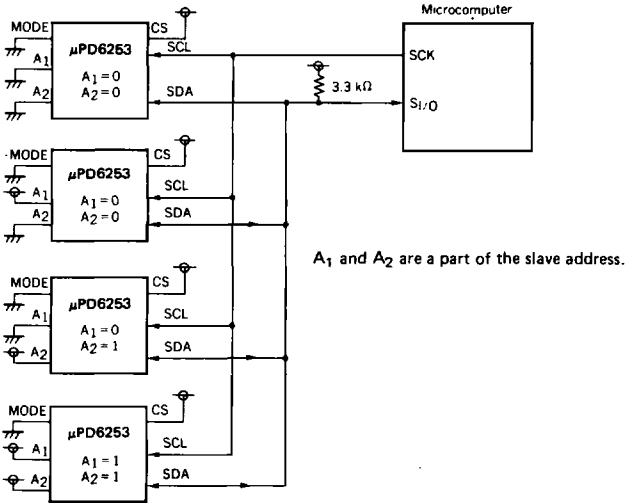 Microcomputer
SCK
S I/O
3.3 kΩ
MODE
A1
A2
μPD6253
A1 = 0
A2 = 0
CS
SCL
SDA
MODE
A1
A2
μPD6253
A1 = 0
A2 = 0
CS
SCL
SDA
A1 and A2 are a part of the slave address.
MODE
A1
A2
μPD6253
A1 = 0
A2 = 1
CS
SCL
SDA
MODE
A1
A2
μPD6253
A1 = 1
A2 = 1
CS
SCL
SDA